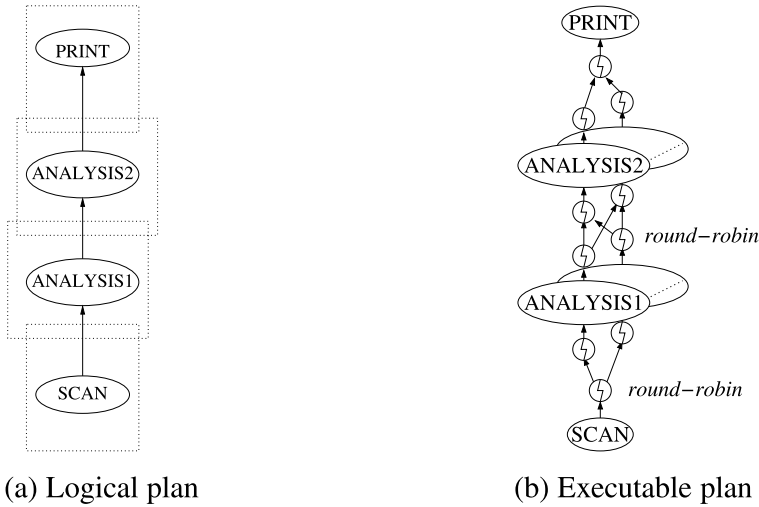 PRINT
ANALYSIS2
ANALYSIS1
SCAN
(a) Logical plan
PRINT
ANALYSIS2
round−robin
ANALYSIS1
round−robin
SCAN
(b) Executable plan